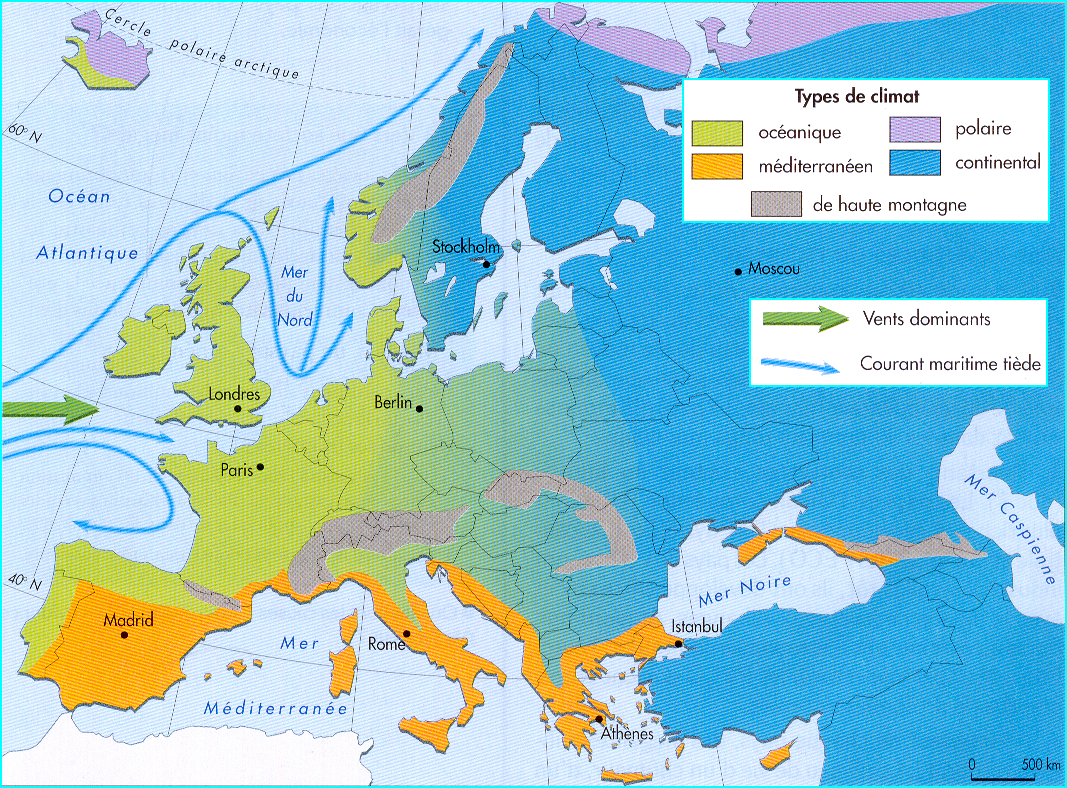 Cercle polaire arctique
60° N
Océan
Atlantique
Mer
du
Nord
Types de climat
océanique
polaire
méditerranéen
continental
de haute montagne
Stockholm
Moscou
Vents dominants
Courant maritime tiède
Londres
Berlin
Paris
Mer Caspienne
40° N
Mer Noire
Madrid
Rome
Mer
Méditerranée
Istanbul
Athènes
0 500 km